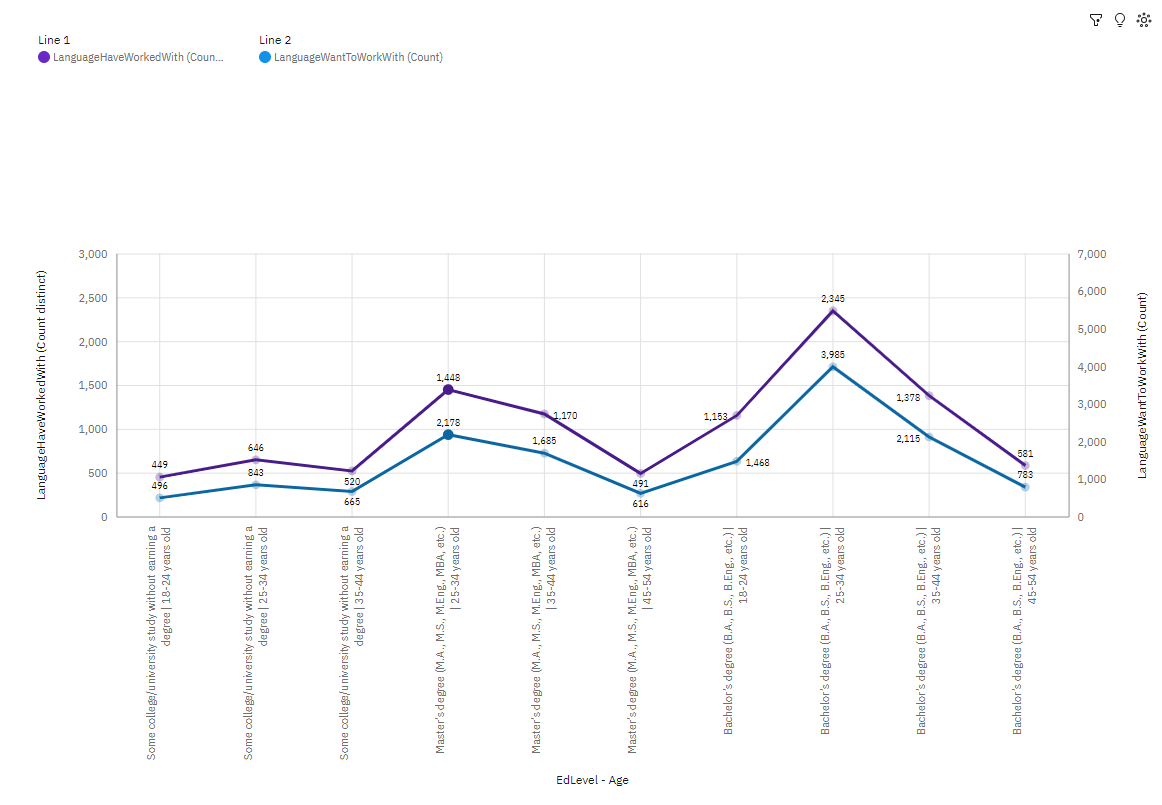 Line 1
LanguageHaveWorkedWith (Coun...
Line 2
LanguageWantToWorkWith (Count)
LanguageHaveWorkedWith (Count distinct)
3,000
2,500
2,000
1,500
1,000
500
0
449
646
520
1,448
1,170
491
1,153
2,345
1,378
581
496
843
665
2,178
1,685
616
1,468
3,985
2,115
783
7,000
6,000
5,000
4,000
3,000
2,000
1,000
0
LanguageWantToWorkWith (Count)
Some college/university study without earning a
degree | 18-24 years old
Some college/university study without earning a
degree | 25-34 years old
Some college/university study without earning a
degree | 35-44 years old
Master's degree (M.A., M.S., M.Eng., MBA, etc.)
| 25-34 years old
Master's degree (M.A., M.S., M.Eng., MBA, etc.)
| 35-44 years old
Master's degree (M.A., M.S., M.Eng., MBA, etc.)
| 45-54 years old
Bachelor's degree (B.A., B.S., B.Eng., etc.) |
18-24 years old
Bachelor's degree (B.A., B.S., B.Eng., etc.) |
25-34 years old
Bachelor's degree (B.A., B.S., B.Eng., etc.) |
35-44 years old
Bachelor's degree (B.A., B.S., B.Eng., etc.) |
45-54 years old
EdLevel - Age